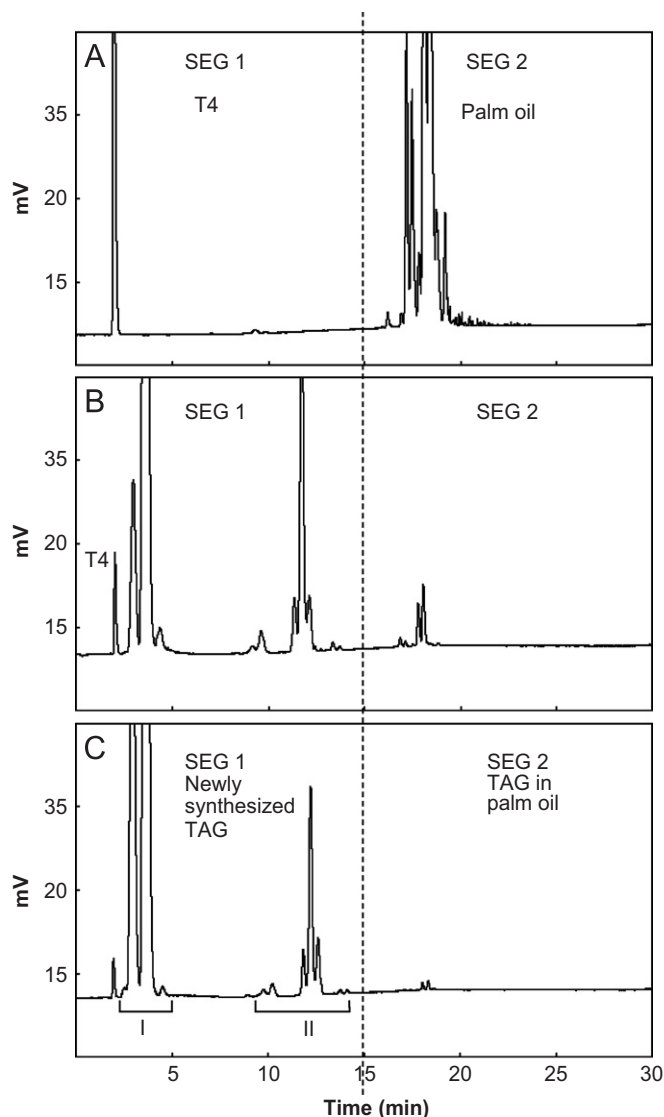 A
SEG 1
SEG 2
T4
Palm oil
35
20
15
mV
B
SEG 1
SEG 2
35
20
15
mV
T4
C
SEG 1
Newly
synthesized
TAG
SEG 2
TAG in
palm oil
35
20
15
mV
I
II
5
10
15
20
25
30
Time (min)